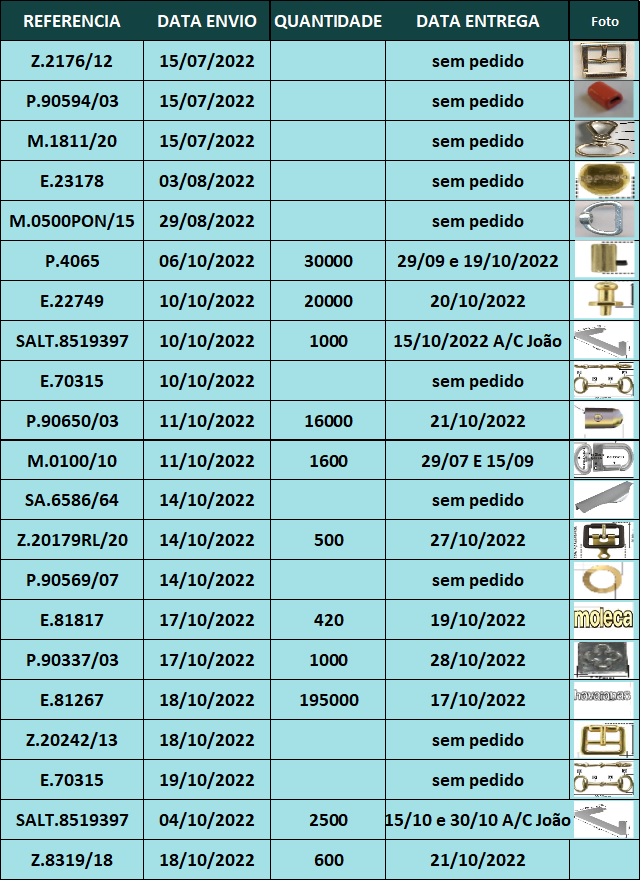 REFERENCIA DATA ENVIO QUANTIDADE DATA ENTREGA Foto
Z.2176/12 15/07/2022 sem pedido
P.90594/03 15/07/2022 sem pedido
M.1811/20 15/07/2022 sem pedido
E.23178 03/08/2022 sem pedido
M.0500PON/15 29/08/2022 sem pedido
P.4065 06/10/2022 30000 29/09 e 19/10/2022
E.22749 10/10/2022 20000 20/10/2022
SALT.8519397 10/10/2022 1000 15/10/2022 A/C João
E.70315 10/10/2022 sem pedido
P.90650/03 11/10/2022 16000 21/10/2022
M.0100/10 11/10/2022 1600 29/07 E 15/09
SA.6586/64 14/10/2022 sem pedido
Z.20179RL/20 14/10/2022 500 27/10/2022
P.90569/07 14/10/2022 sem pedido
E.81817 17/10/2022 420 19/10/2022 moleca
P.90337/03 17/10/2022 1000 28/10/2022
E.81267 18/10/2022 195000 17/10/2022 havaianas
Z.20242/13 18/10/2022 sem pedido
E.70315 19/10/2022 sem pedido
SALT.8519397 04/10/2022 2500 15/10 e 30/10 A/C João
Z.8319/18 18/10/2022 600 21/10/2022